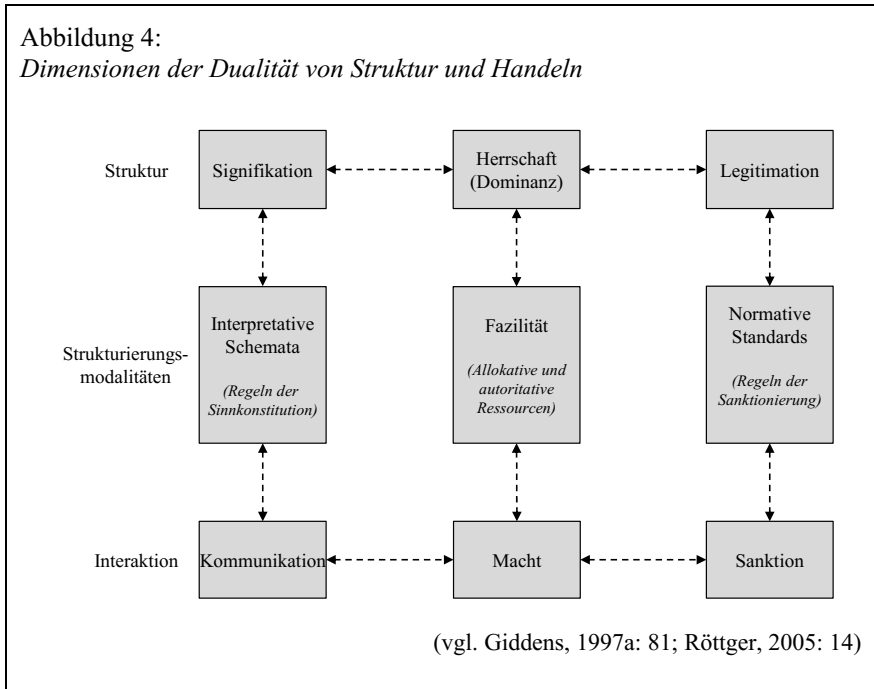 Abbildung 4:
Dimensionen der Dualität von Struktur und Handeln
Struktur
Signifikation
Herrschaft
(Dominanz)
Legitimation
Strukturierungs-
modalitäten
Interpretative
Schemata
(Regeln der
Sinnkonstitution)
Fazilität
(Allokative und
autoritative
Ressourcen)
Normative
Standards
(Regeln der
Sanktionierung)
Interaktion
Kommunikation
Macht
Sanktion
(vgl. Giddens, 1997a: 81; Röttger, 2005: 14)